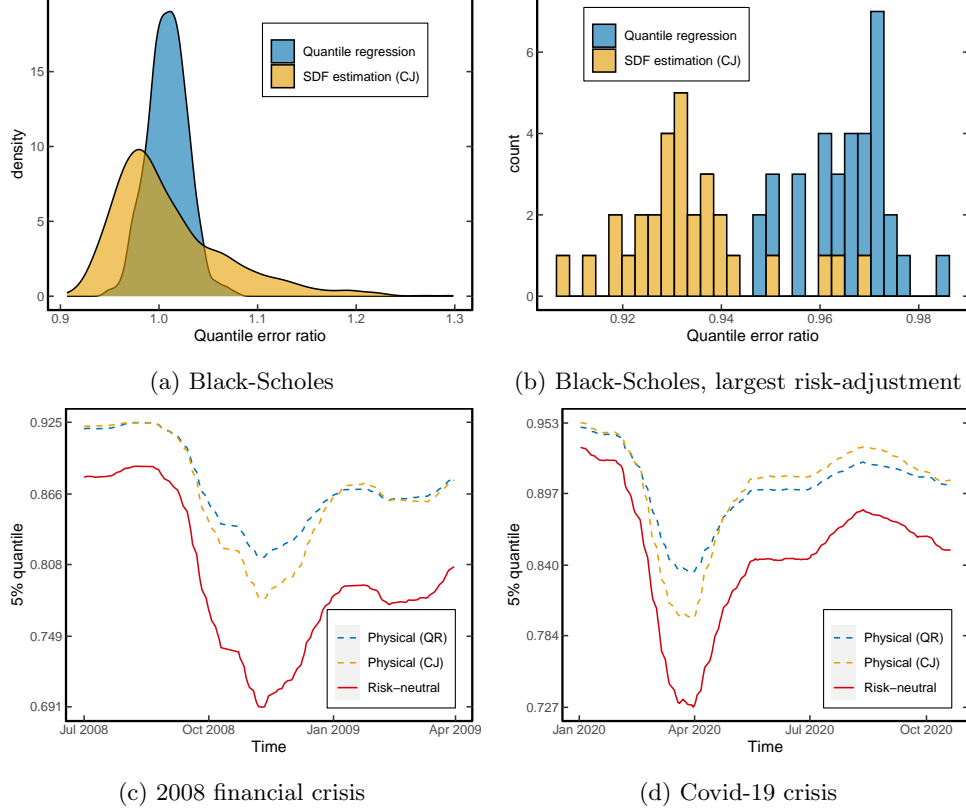 Quantile regression
SDF estimation (CJ)
density
15
10
5
0
0.9
1.0
1.1
1.2
1.3
Quantile error ratio
(a) Black-Scholes
Quantile regression
SDF estimation (CJ)
count
6
4
2
0
0.92
0.94
0.96
0.98
Quantile error ratio
(b) Black-Scholes, largest risk-adjustment
5% quantile
0.925
0.866
0.808
0.749
0.691
Physical (QR)
Physical (CJ)
Risk−neutral
Jul 2008
Oct 2008
Jan 2009
Apr 2009
Time
(c) 2008 financial crisis
5% quantile
0.953
0.897
0.840
0.784
0.727
Physical (QR)
Physical (CJ)
Risk−neutral
Jan 2020
Apr 2020
Jul 2020
Oct 2020
Time
(d) Covid-19 crisis